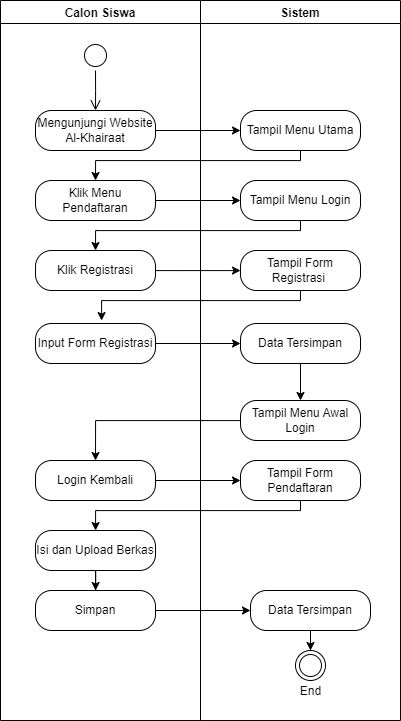 Calon Siswa
Sistem
Mengunjungi Website
Al-Khairaat
Tampil Menu Utama
Klik Menu
Pendaftaran
Tampil Menu Login
Klik Registrasi
Tampil Form
Registrasi
Input Form Registrasi
Data Tersimpan
Tampil Menu Awal
Login
Login Kembali
Tampil Form
Pendaftaran
Isi dan Upload Berkas
Simpan
Data Tersimpan
End